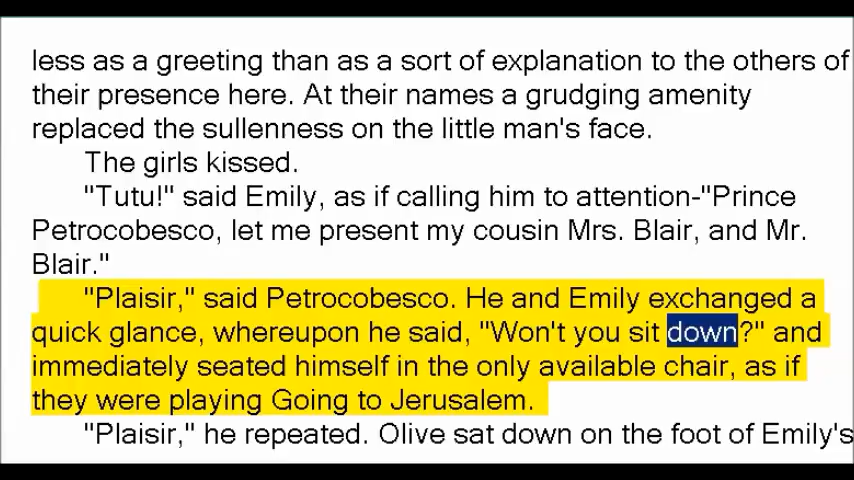 less as a greeting than as a sort of explanation to the others of
their presence here. At their names a grudging amenity
replaced the sullenness on the little man's face.
The girls kissed.
"Tutu!" said Emily, as if calling him to attention-"Prince
Petrocobesco, let me present my cousin Mrs. Blair, and Mr.
Blair."
"Plaisir," said Petrocobesco. He and Emily exchanged a
quick glance, whereupon he said, "Won't you sit down?" and
immediately seated himself in the only available chair, as if
they were playing Going to Jerusalem.
"Plaisir," he repeated. Olive sat down on the foot of Emily's